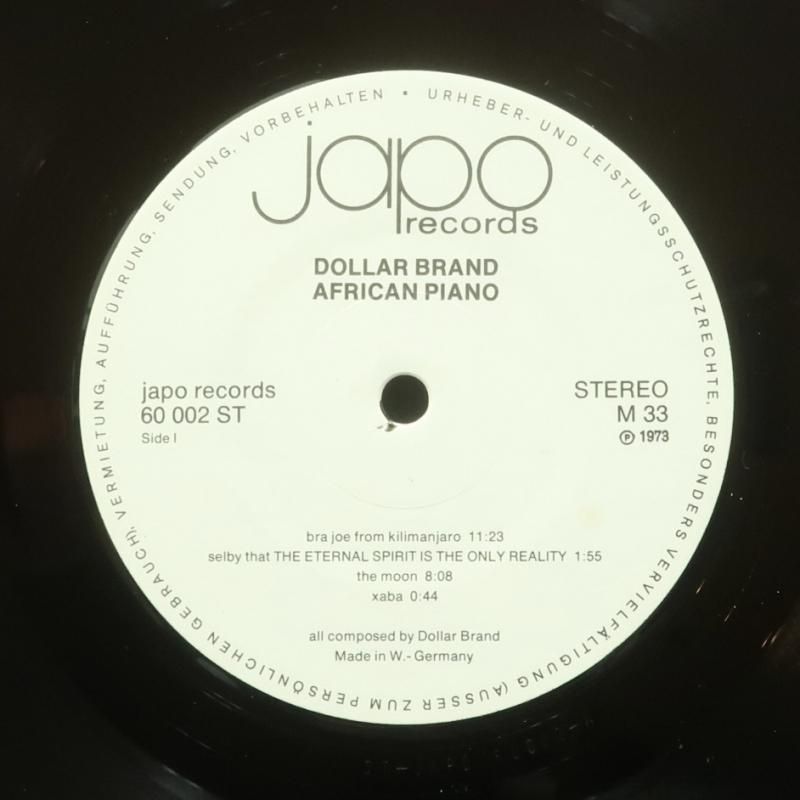 URHEBER- UND LEISTUNGSSCHUTZRECHTE, BESONDERS VERVIELFÄLTIGUNG (AUSSER ZUM PERSÖNLICHEN GEBRAUCH), VERMIETUNG, AUFFÜHRUNG, SENDUNG, VORBEHALTEN •
japo
records
DOLLAR BRAND
AFRICAN PIANO
japo records
60 002 ST
Side I
STEREO
M 33
℗ 1973
bra joe from kilimanjaro 11:23
selby that THE ETERNAL SPIRIT IS THE ONLY REALITY 1:55
the moon 8:08
xaba 0:44
all composed by Dollar Brand
Made in W.- Germany